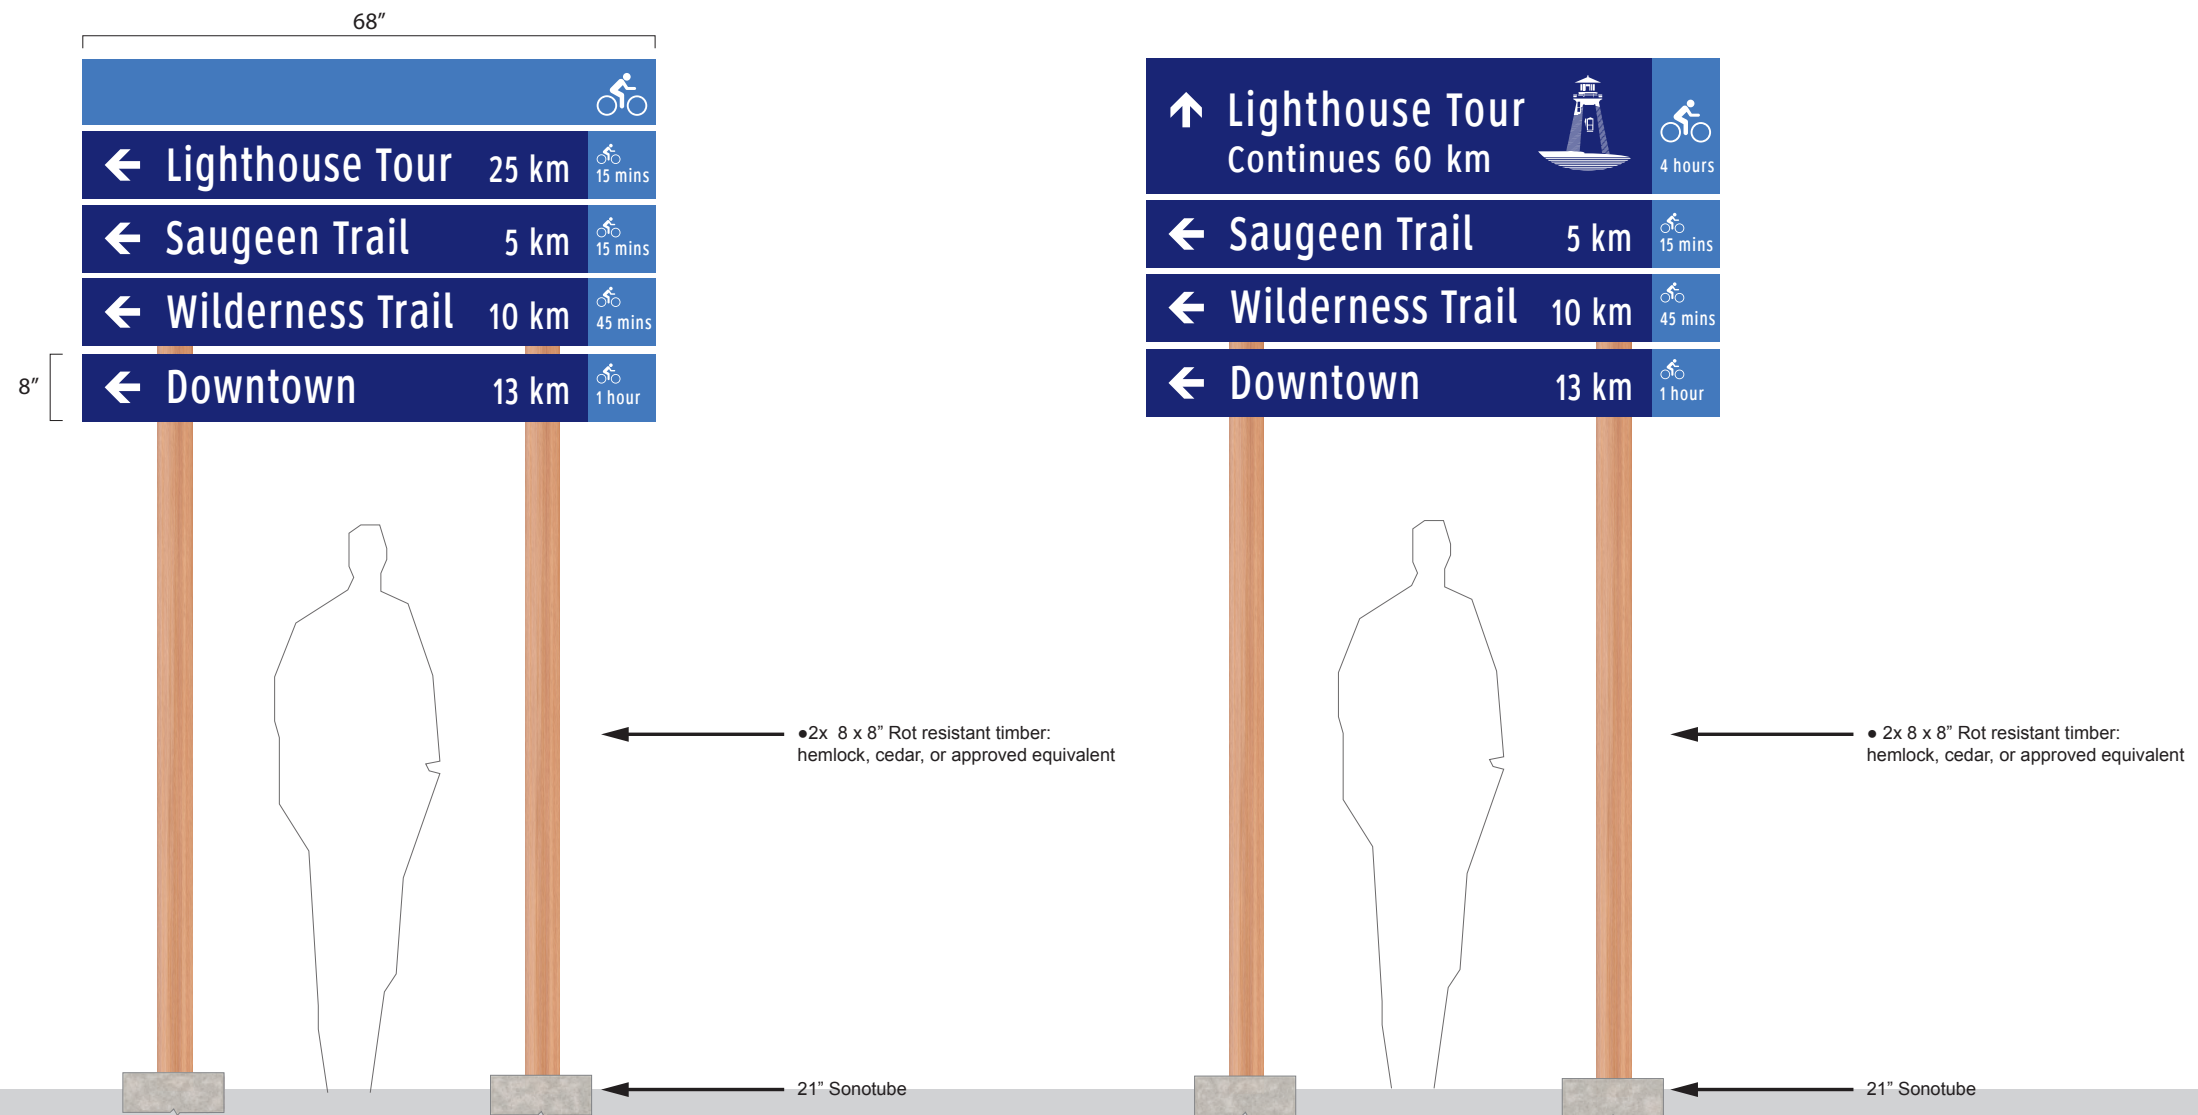 68”
Lighthouse Tour 25 km 15 mins
Saugeen Trail 5 km 15 mins
Wilderness Trail 10 km 45 mins
8” Downtown 13 km 1 hour
●2x 8 x 8” Rot resistant timber:
hemlock, cedar, or approved equivalent
21” Sonotube
Lighthouse Tour
Continues 60 km 4 hours
Saugeen Trail 5 km 15 mins
Wilderness Trail 10 km 45 mins
Downtown 13 km 1 hour
● 2x 8 x 8” Rot resistant timber:
hemlock, cedar, or approved equivalent
21” Sonotube